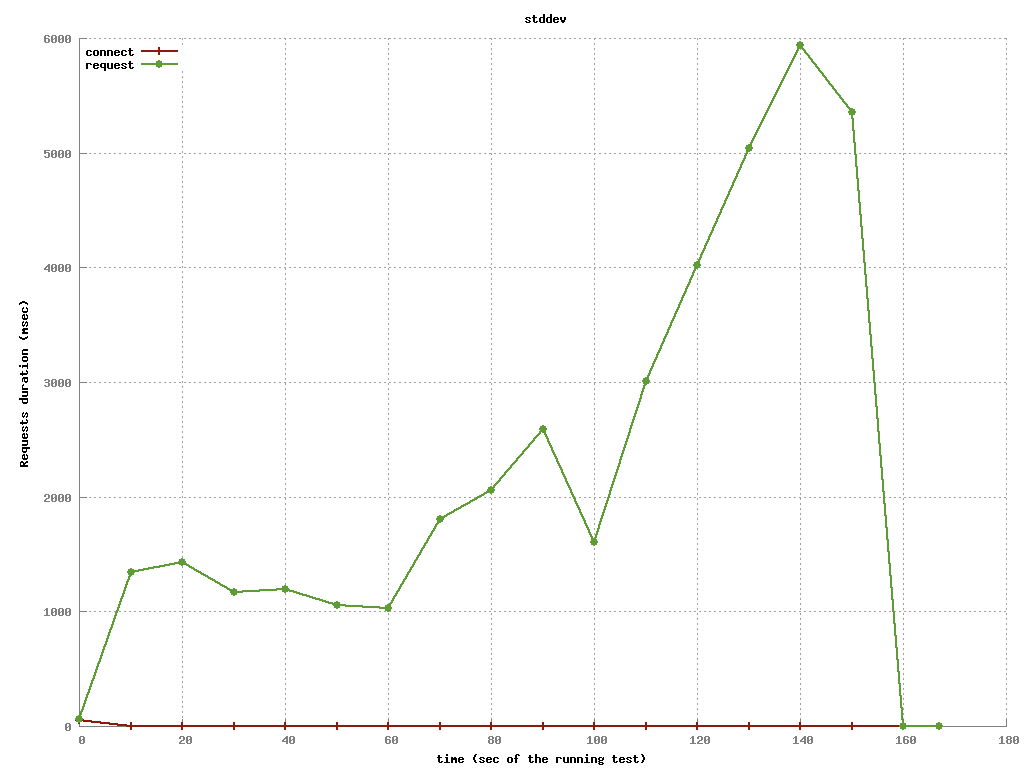 stddev
connect
request
6000
5000
4000
3000
2000
1000
0
Requests duration (msec)
0 20 40 60 80 100 120 140 160 180
time (sec of the running test)